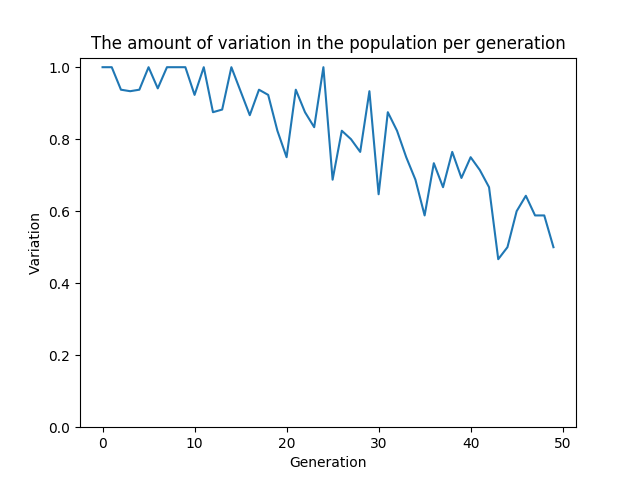 The amount of variation in the population per generation
1.0
0.8
0.6
0.4
0.2
0.0
Variation
0 10 20 30 40 50
Generation